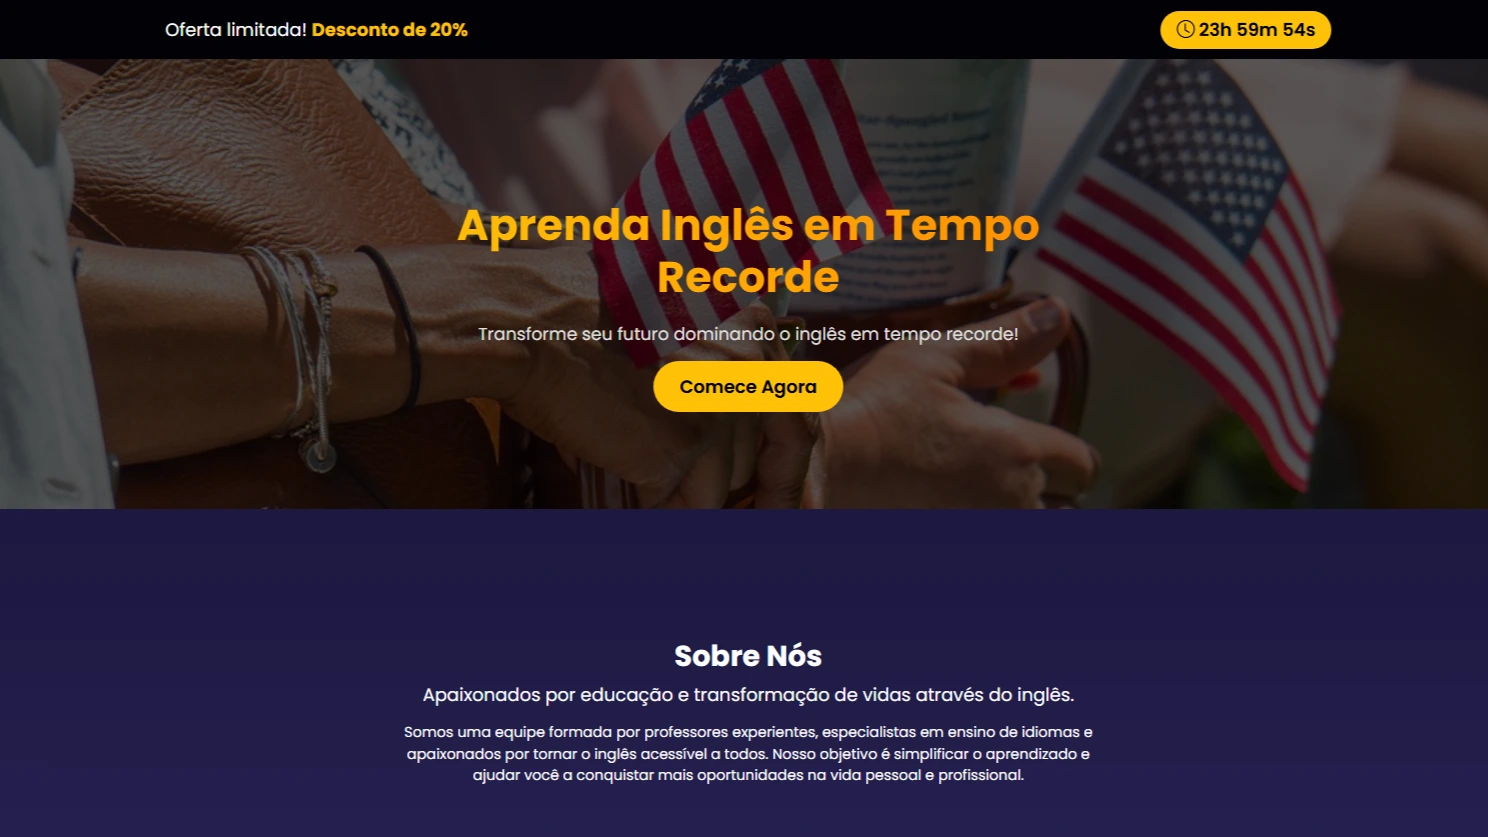 Oferta limitada! Desconto de 20%
23h 59m 54s
Aprenda Inglês em Tempo
Recorde
Transforme seu futuro dominando o inglês em tempo recorde!
Comece Agora
Sobre Nós
Apaixonados por educação e transformação de vidas através do inglês.
Somos uma equipe formada por professores experientes, especialistas em ensino de idiomas e
apaixonados por tornar o inglês acessível a todos. Nosso objetivo é simplificar o aprendizado e
ajudar você a conquistar mais oportunidades na vida pessoal e profissional.